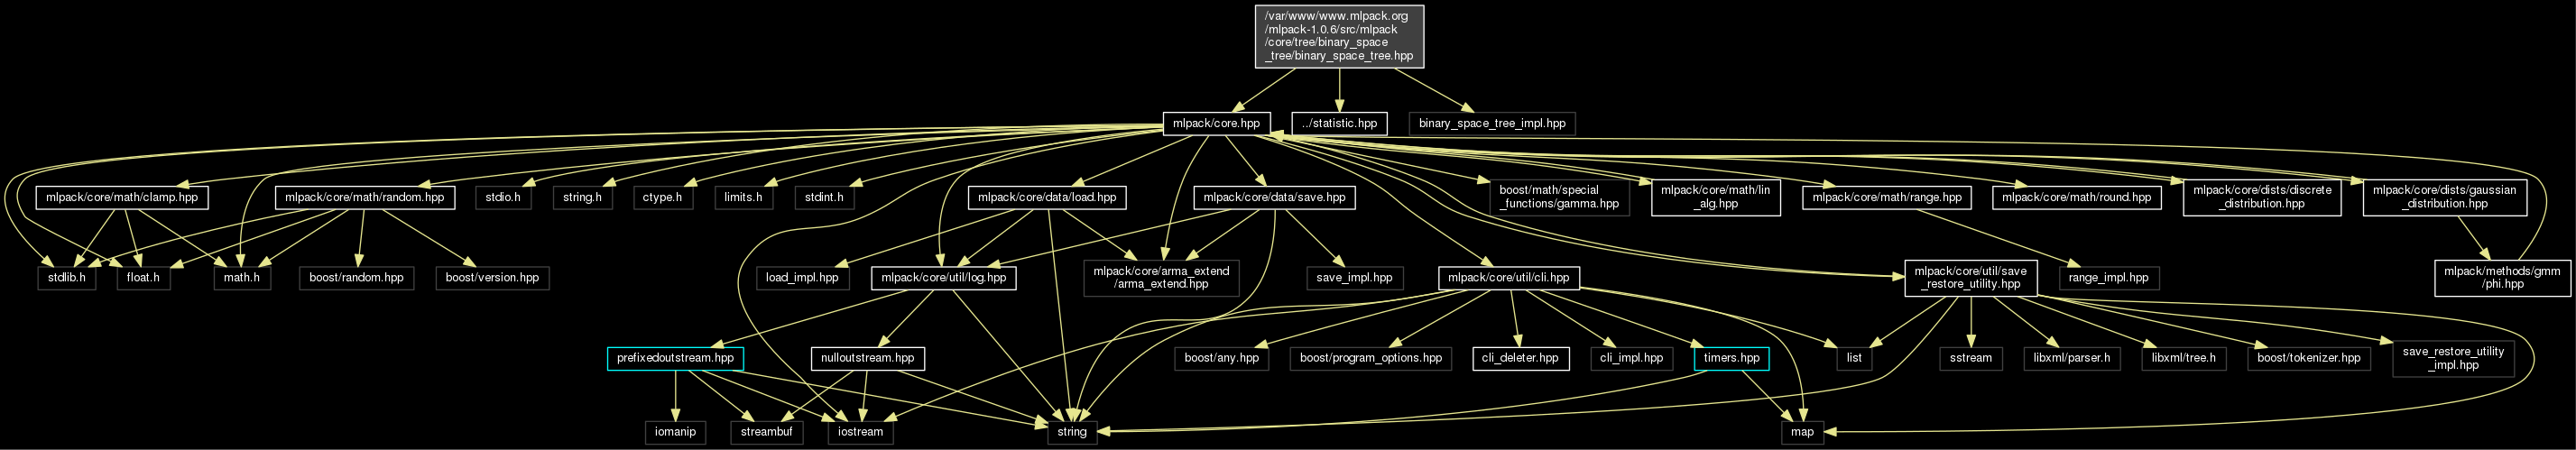 /var/www/www.mlpack.org
/mlpack-1.0.6/src/mlpack
/core/tree/binary_space
_tree/binary_space_tree.hpp
mlpack/core.hpp
../statistic.hpp
binary_space_tree_impl.hpp
mlpack/core/math/clamp.hpp
mlpack/core/math/random.hpp
stdio.h
string.h
ctype.h
limits.h
stdint.h
mlpack/core/data/load.hpp
mlpack/core/data/save.hpp
boost/math/special
_functions/gamma.hpp
mlpack/core/math/lin
_alg.hpp
mlpack/core/math/range.hpp
mlpack/core/math/round.hpp
mlpack/core/dists/discrete
_distribution.hpp
mlpack/core/dists/gaussian
_distribution.hpp
stdlib.h
float.h
math.h
boost/random.hpp
boost/version.hpp
load_impl.hpp
mlpack/core/util/log.hpp
mlpack/core/arma_extend
/arma_extend.hpp
save_impl.hpp
mlpack/core/util/cli.hpp
mlpack/core/util/save
_restore_utility.hpp
range_impl.hpp
mlpack/methods/gmm
/phi.hpp
prefixedoutstream.hpp
nulloutstream.hpp
boost/any.hpp
boost/program_options.hpp
cli_deleter.hpp
cli_impl.hpp
timers.hpp
list
sstream
libxml/parser.h
libxml/tree.h
boost/tokenizer.hpp
save_restore_utility
_impl.hpp
iomanip
streambuf
iostream
string
map